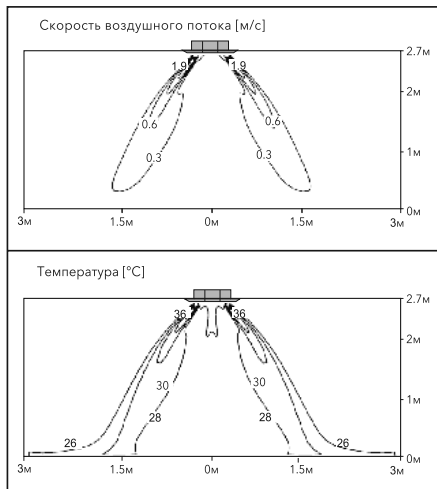 Скорость воздушного потока [м/с]
2.7м
1.9 1.9
2м
0.6 0.6
0.3 0.3
1м
0м
3м 1.5м 0м 1.5м 3м
Температура [°C]
2.7м
36 36
2м
30 30
1м
28 28
26 26
0м
3м 1.5м 0м 1.5м 3м